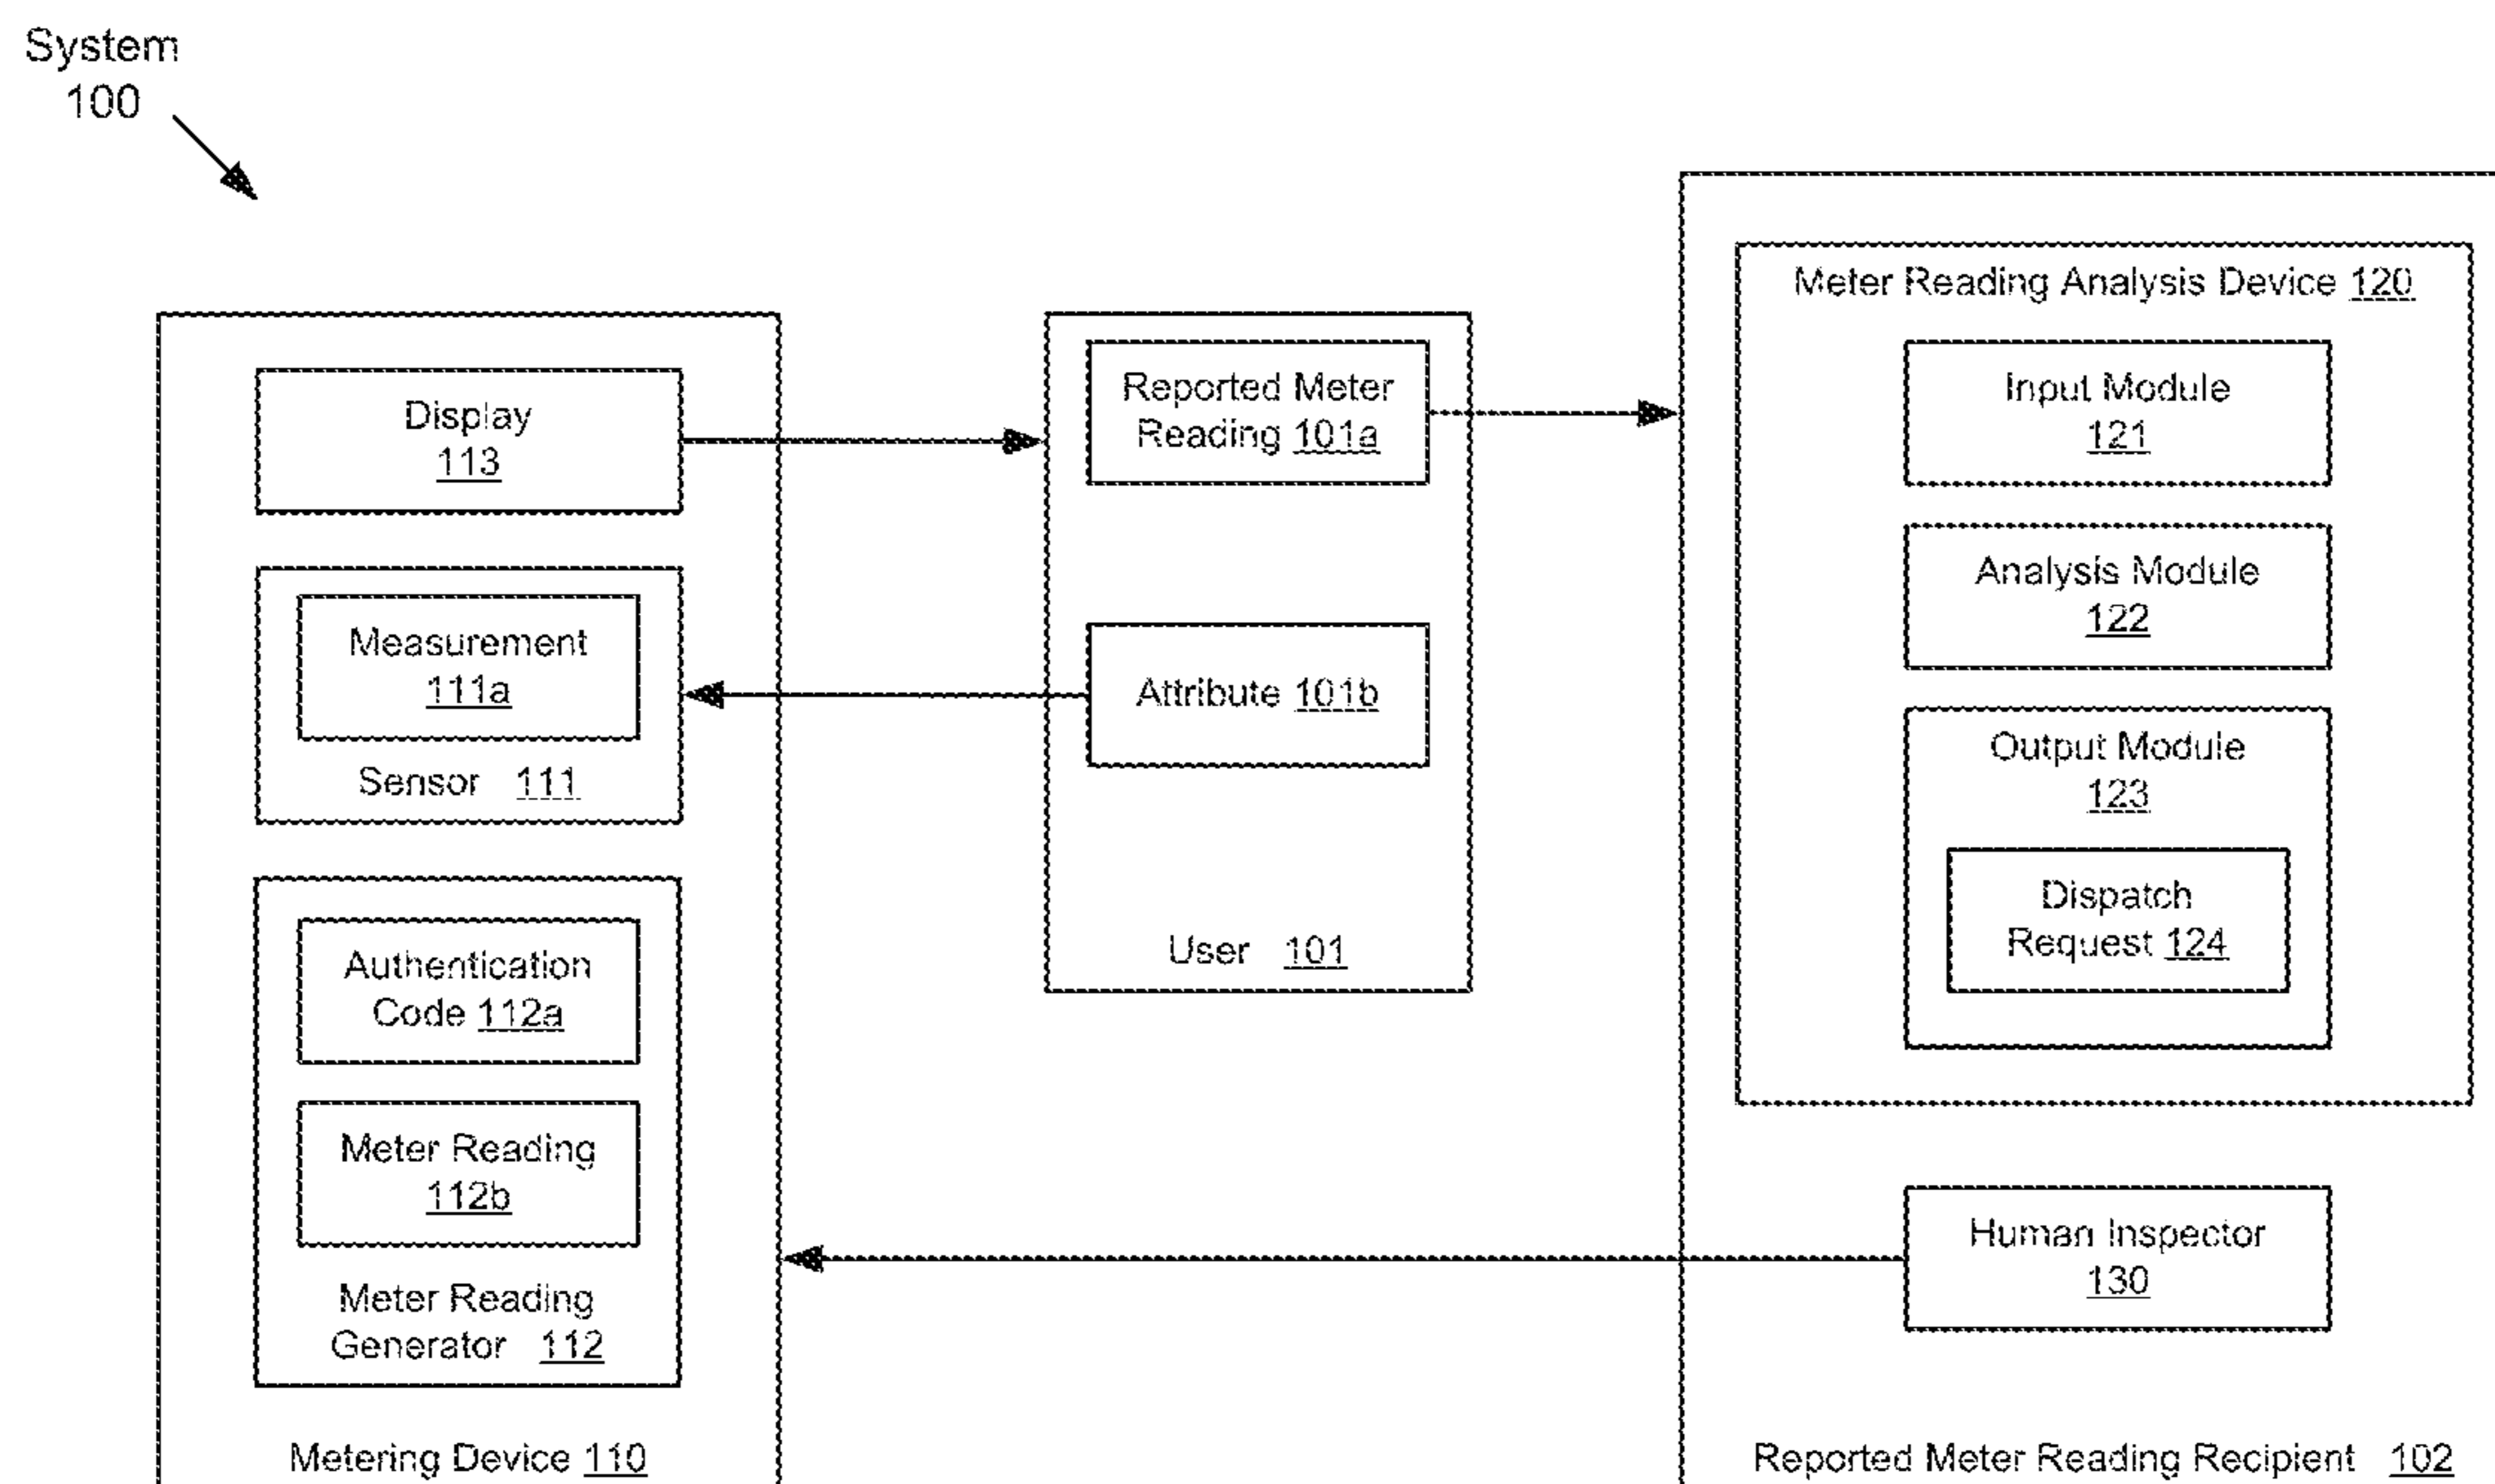 System
100
Display
113
Measurement
111a
Sensor 111
Authentication
Code 112a
Meter Reading
112b
Meter Reading
Generator 112
Metering Device 110
Reported Meter
Reading 101a
Attribute 101b
User 101
Meter Reading Analysis Device 120
Input Module
121
Analysis Module
122
Output Module
123
Dispatch
Request 124
Human Inspector
130
Reported Meter Reading Recipient 102